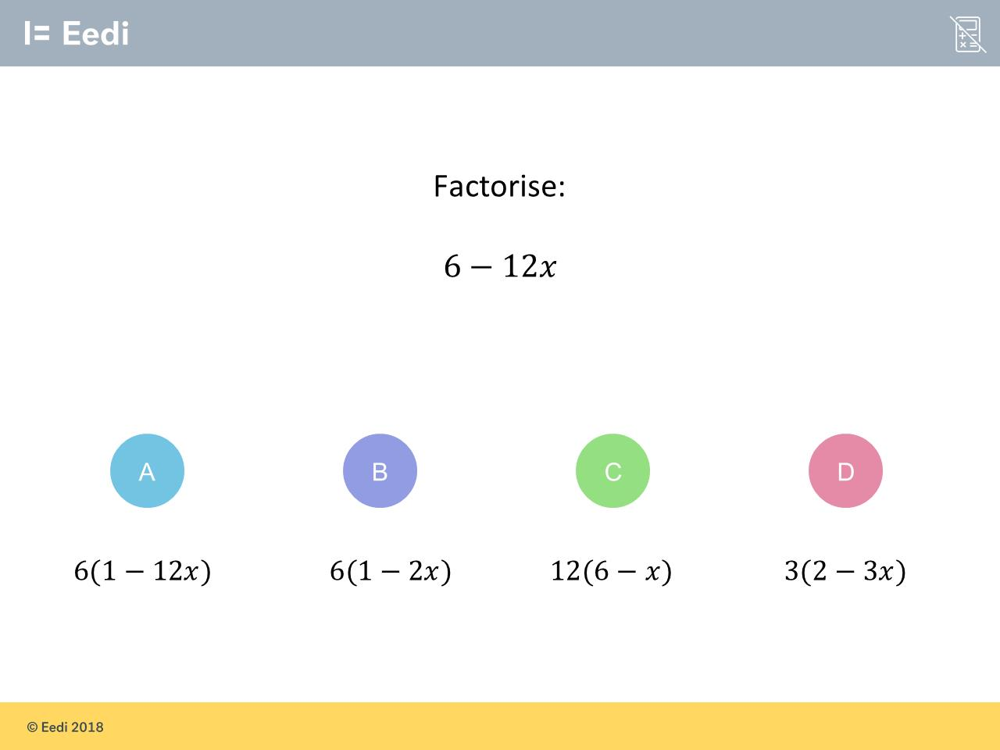 Eedi
Factorise:
6 − 12x
A B C D
6(1 − 12x) 6(1 − 2x) 12(6 − x) 3(2 − 3x)
© Eedi 2018